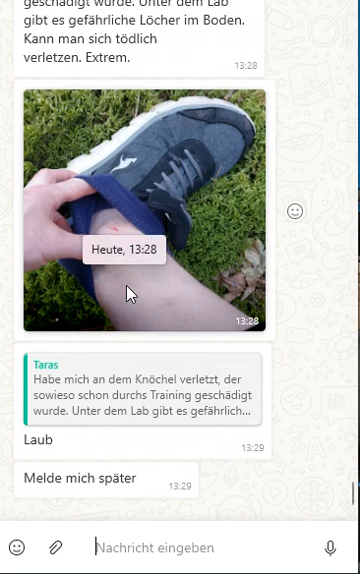 geschädigt wurde. Unter dem Lab
gibt es gefährliche Löcher im Boden.
Kann man sich tödlich
verletzen. Extrem.
13:28
Heute, 13:28
13:28
Taras
Habe mich an dem Knöchel verletzt, der
sowieso schon durchs Training geschädigt
wurde. Unter dem Lab gibt es gefährlich...
Laub
13:29
Melde mich später
13:29
Nachricht eingeben